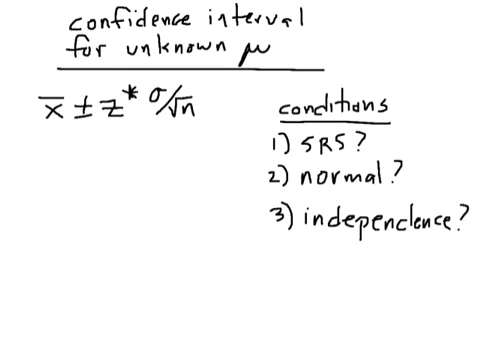 confidence interval
for unknown μ
x̄ ± z* σ/√n
conditions
1) SRS?
2) normal?
3) independence?